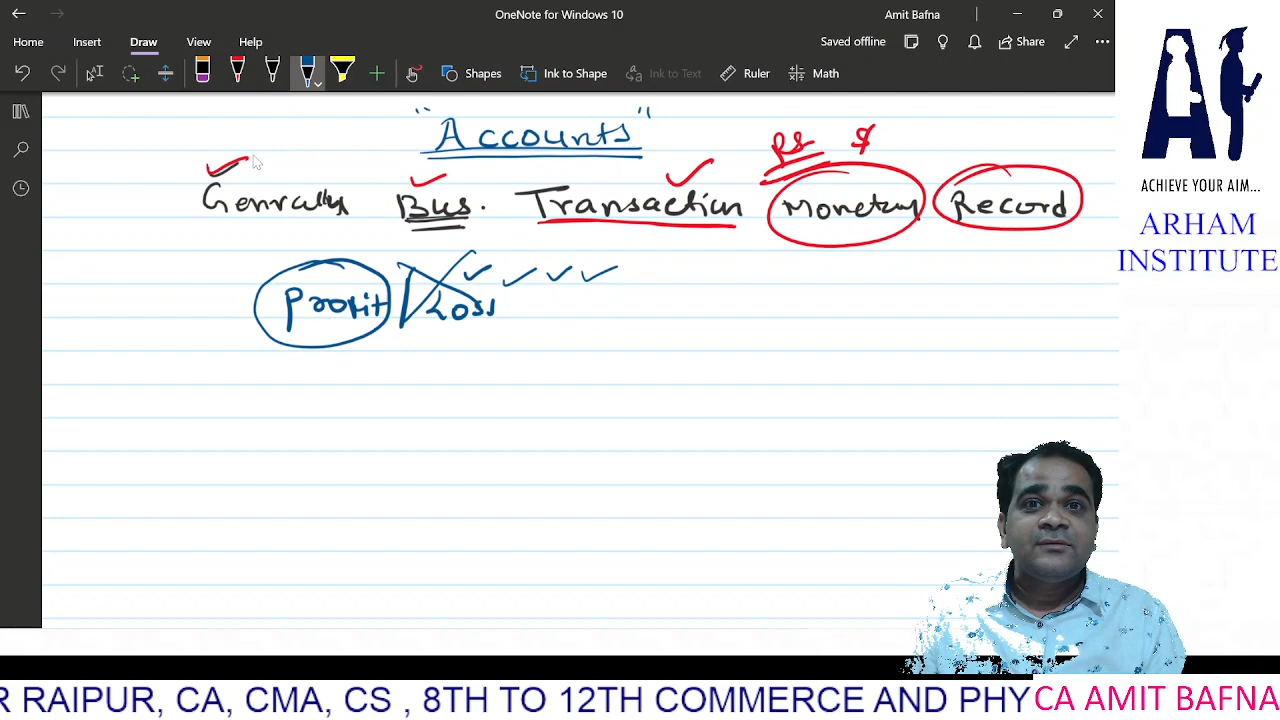 OneNote for Windows 10
Amit Bafna
Home Insert Draw View Help
Saved offline
Share
Shapes
Ink to Shape
Ink to Text
Ruler
Math
"Accounts"
Rs $
Genrally Bus. Transaction Monetary Record
Profit Loss
ACHIEVE YOUR AIM...
ARHAM
INSTITUTE
R RAIPUR, CA, CMA, CS , 8TH TO 12TH COMMERCE AND PHY
CA AMIT BAFNA